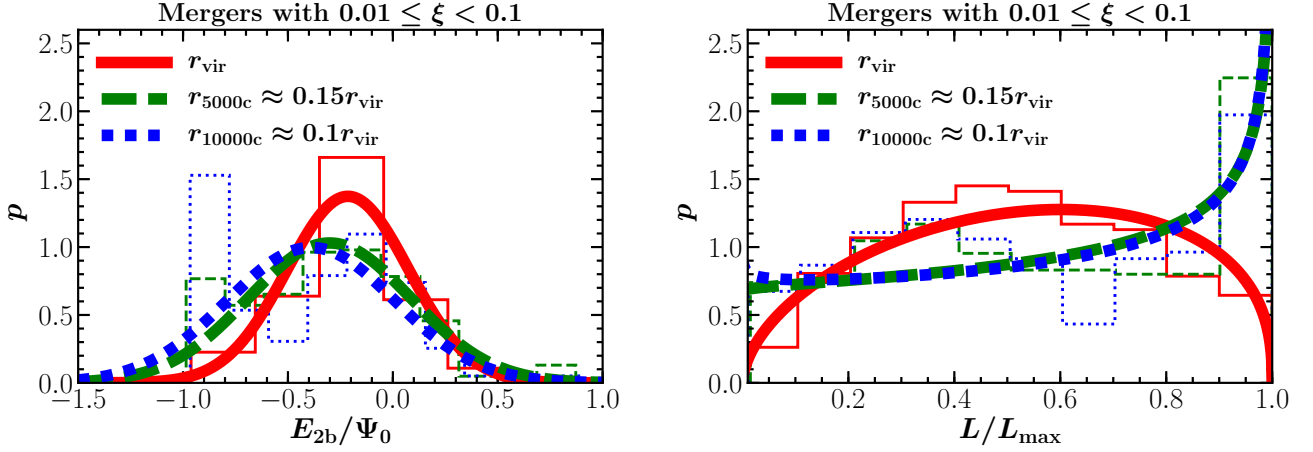 Mergers with 0.01 ≤ ξ < 0.1
2.5
2.0
1.5
1.0
0.5
0.0
p
r_vir
r_5000c ≈ 0.15r_vir
r_10000c ≈ 0.1r_vir
−1.5 −1.0 −0.5 0.0 0.5 1.0
E_2b/Ψ_0
Mergers with 0.01 ≤ ξ < 0.1
2.5
2.0
1.5
1.0
0.5
0.0
p
r_vir
r_5000c ≈ 0.15r_vir
r_10000c ≈ 0.1r_vir
0.2 0.4 0.6 0.8 1.0
L/L_max